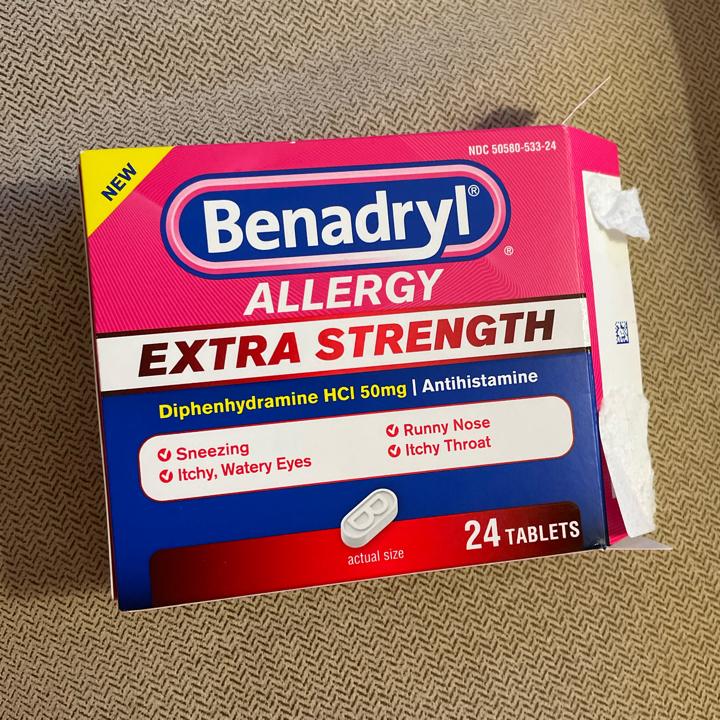 NEW
NDC 50580-533-24
Benadryl®
®
ALLERGY
EXTRA STRENGTH
Diphenhydramine HCl 50mg | Antihistamine
Sneezing
Itchy, Watery Eyes
Runny Nose
Itchy Throat
B
actual size
24 TABLETS